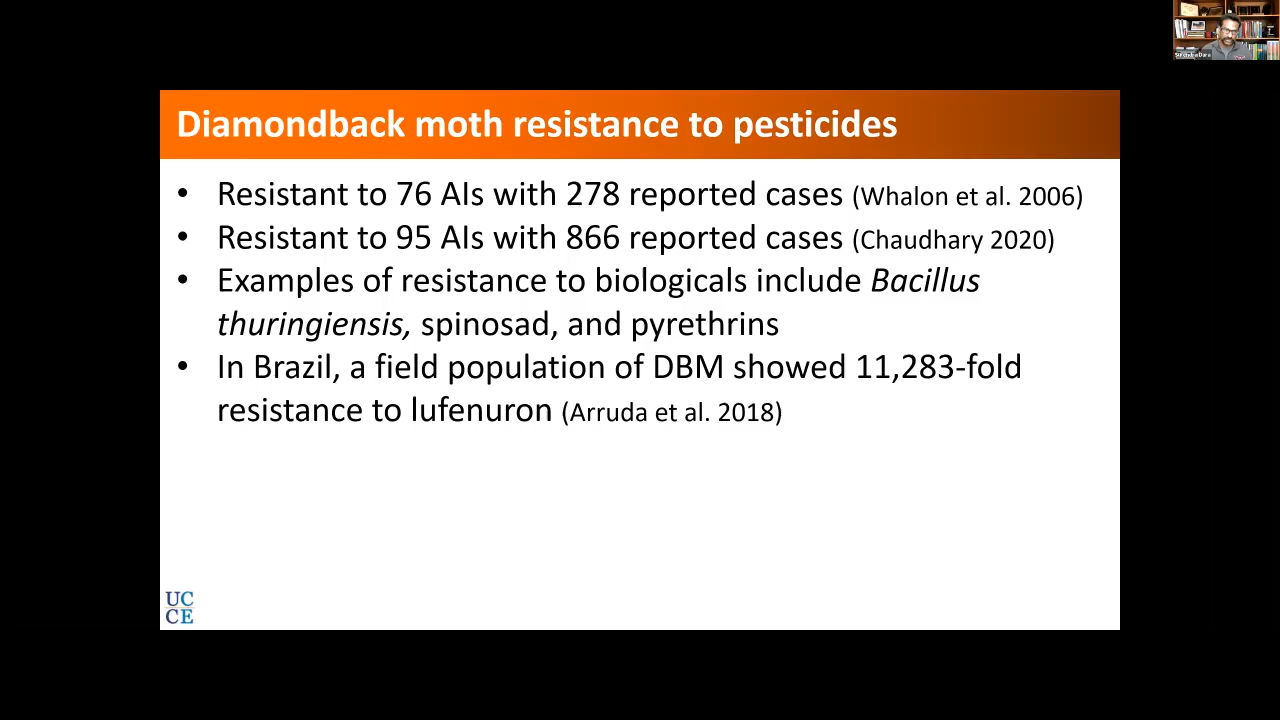 Diamondback moth resistance to pesticides
• Resistant to 76 AIs with 278 reported cases (Whalon et al. 2006)
• Resistant to 95 AIs with 866 reported cases (Chaudhary 2020)
• Examples of resistance to biologicals include Bacillus
thuringiensis, spinosad, and pyrethrins
• In Brazil, a field population of DBM showed 11,283-fold
resistance to lufenuron (Arruda et al. 2018)
UC
CE